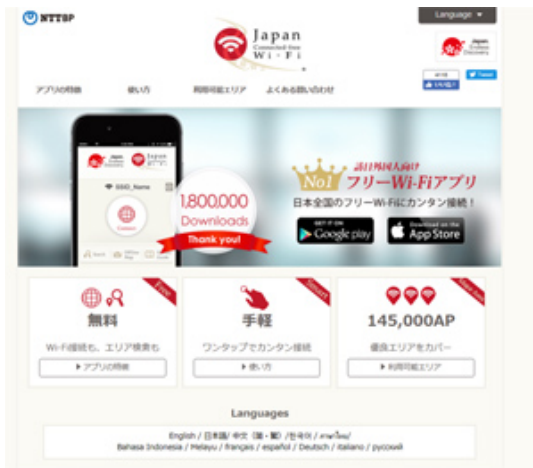 NTTBP
Language ▼
Japan
Connected-free
Wi-Fi
Japan
Endless
Discovery
Tweet
アプリの特徴 使い方 利用可能エリア よくある問い合わせ
Japan
Endless
Discovery
Japan
SSID_Name
Connect
1,800,000
Downloads
Thank you!
訪日外国人向け
No1 フリーWi-Fiアプリ
日本全国のフリーWi-Fiにカンタン接続！
GET IT ON
Google play
Download on the
App Store
Free
無料
Wi-Fi接続も、エリア検索も
アプリの特徴
Smart
手軽
ワンタップでカンタン接続
使い方
145,000AP
優良エリアをカバー
利用可能エリア
Languages
English / 日本語/ 中文（簡・繁）/한국어 / ภาษาไทย/
Bahasa Indonesia / Melayu / français / español / Deutsch / italiano / русский